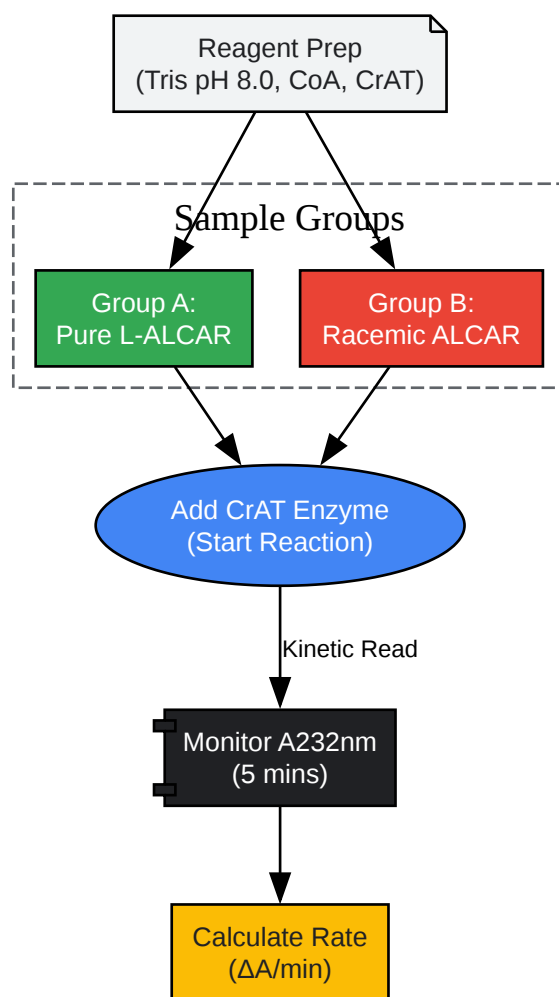 Reagent Prep
(Tris pH 8.0, CoA, CrAT)
Sample Groups
Group A:
Pure L-ALCAR
Group B:
Racemic ALCAR
Add CrAT Enzyme
(Start Reaction)
Kinetic Read
Monitor A232nm
(5 mins)
Calculate Rate
(ΔA/min)